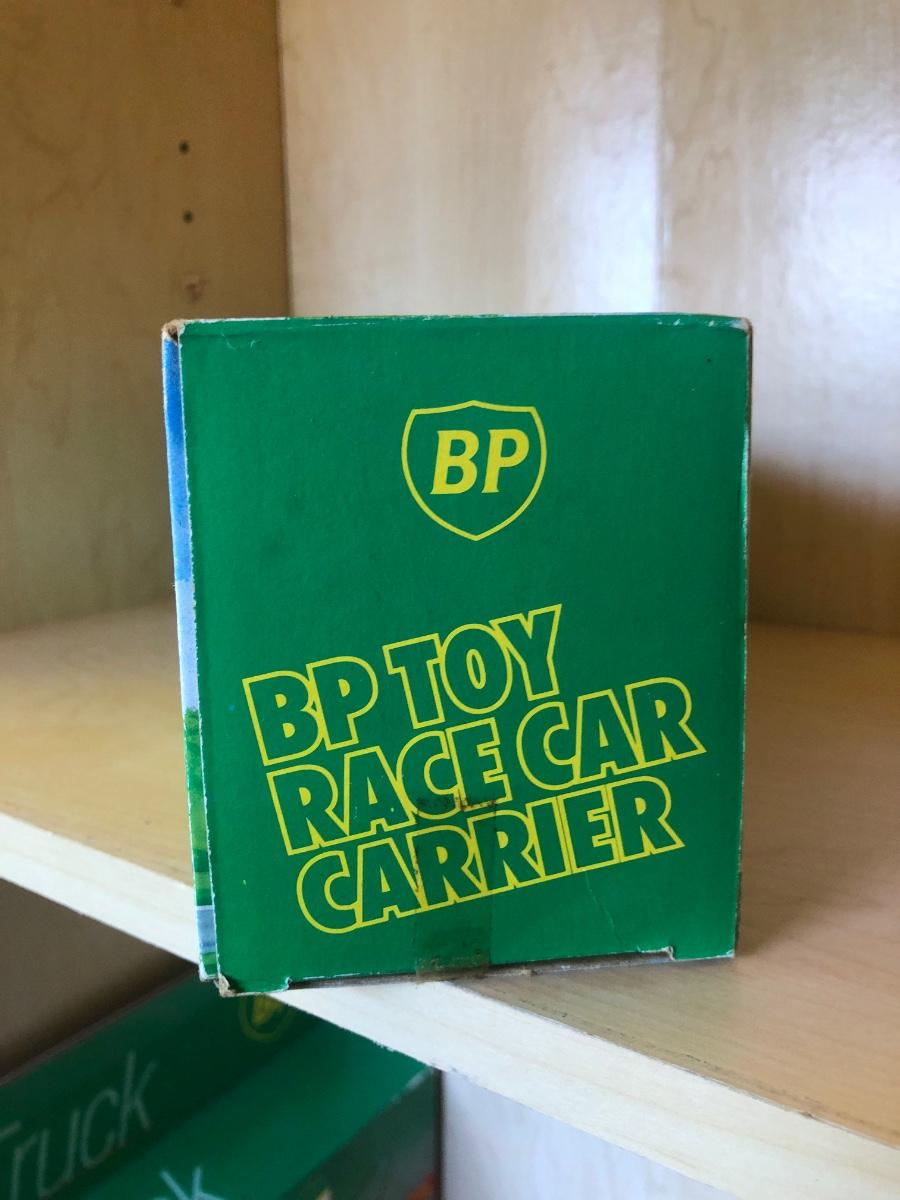 BP
BP TOY
RACE CAR
CARRIER
Truck